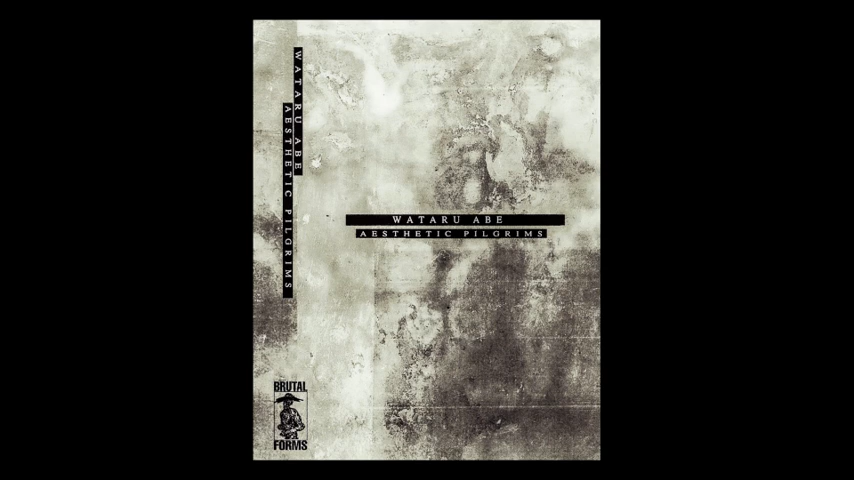 WATARU ABE
AESTHETIC PILGRIMS
WATARU ABE
AESTHETIC PILGRIMS
BRUTAL
FORMS